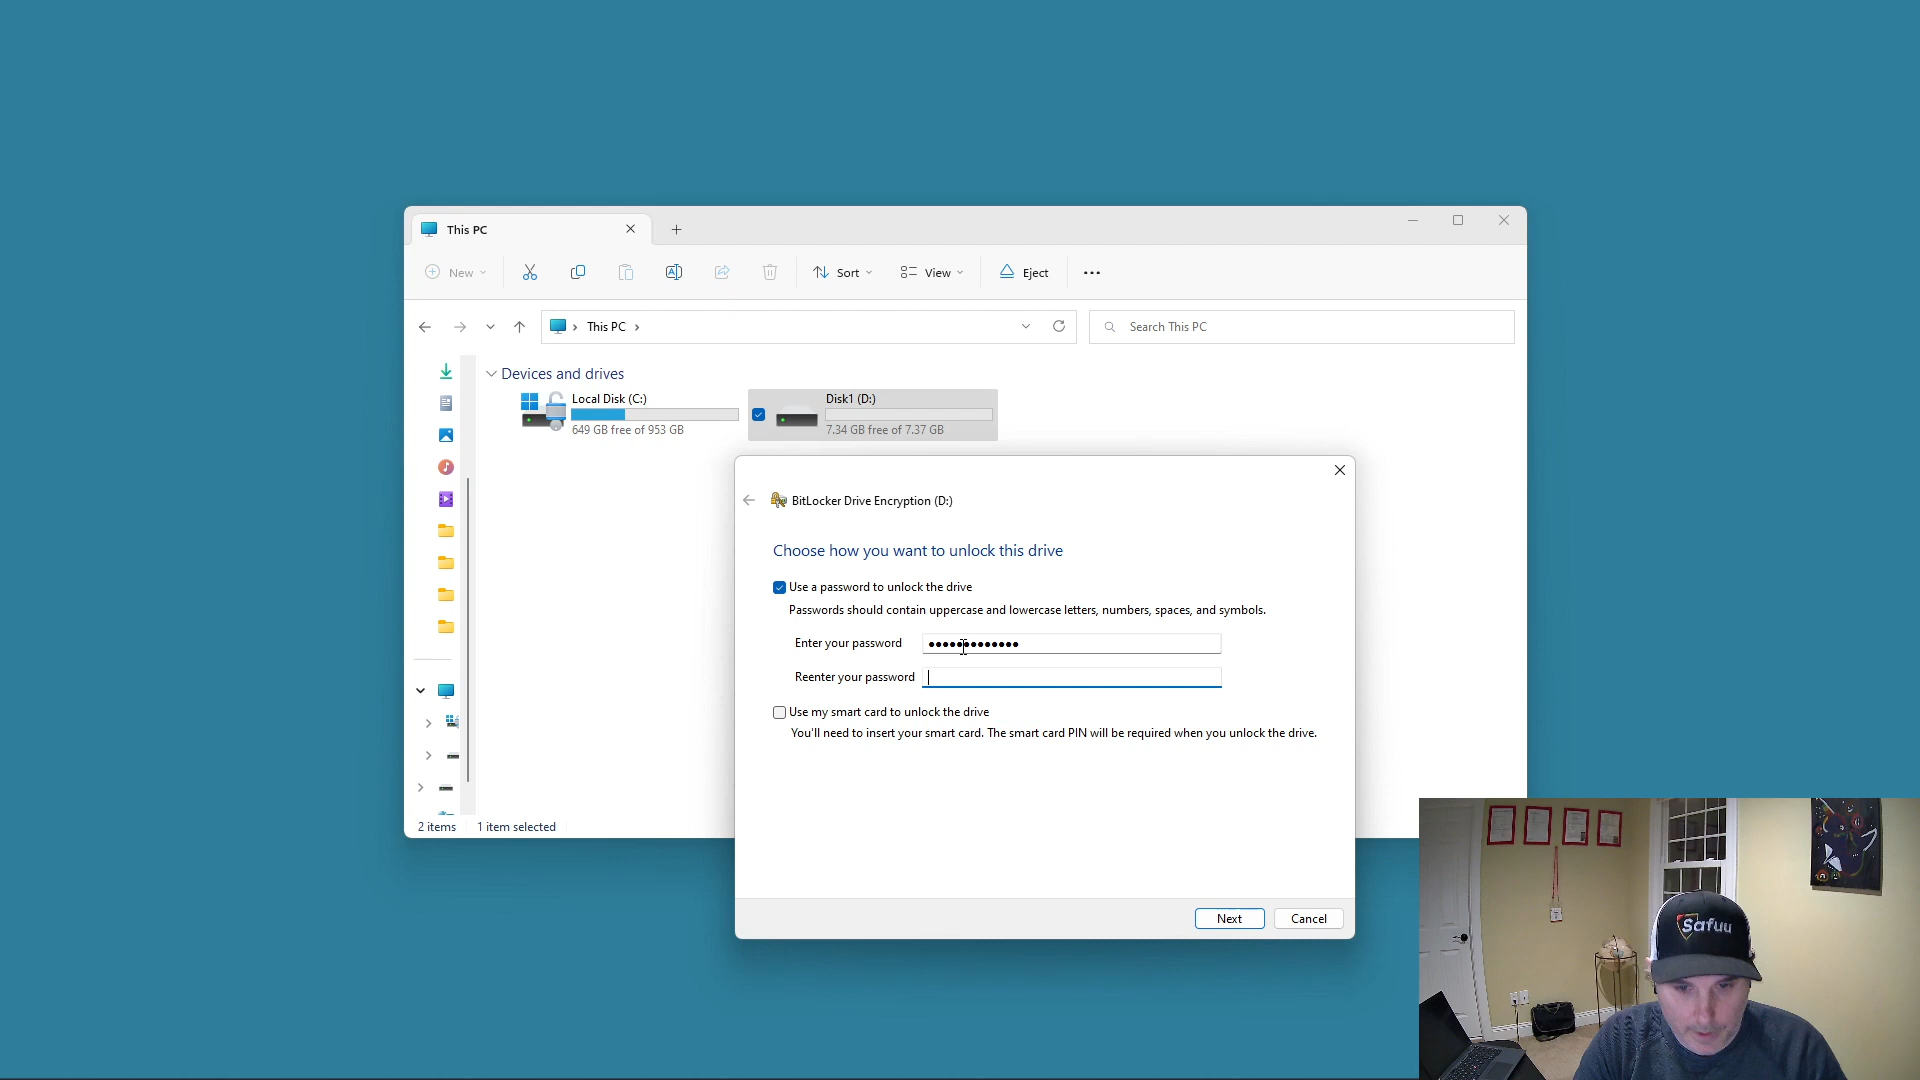 This PC
New
Sort
View
Eject
This PC
Search This PC
Devices and drives
Local Disk (C:)
649 GB free of 953 GB
Disk1 (D:)
7.34 GB free of 7.37 GB
BitLocker Drive Encryption (D:)
Choose how you want to unlock this drive
Use a password to unlock the drive
Passwords should contain uppercase and lowercase letters, numbers, spaces, and symbols.
Enter your password
Reenter your password
Use my smart card to unlock the drive
You'll need to insert your smart card. The smart card PIN will be required when you unlock the drive.
Next
Cancel
2 items
1 item selected
Safuu